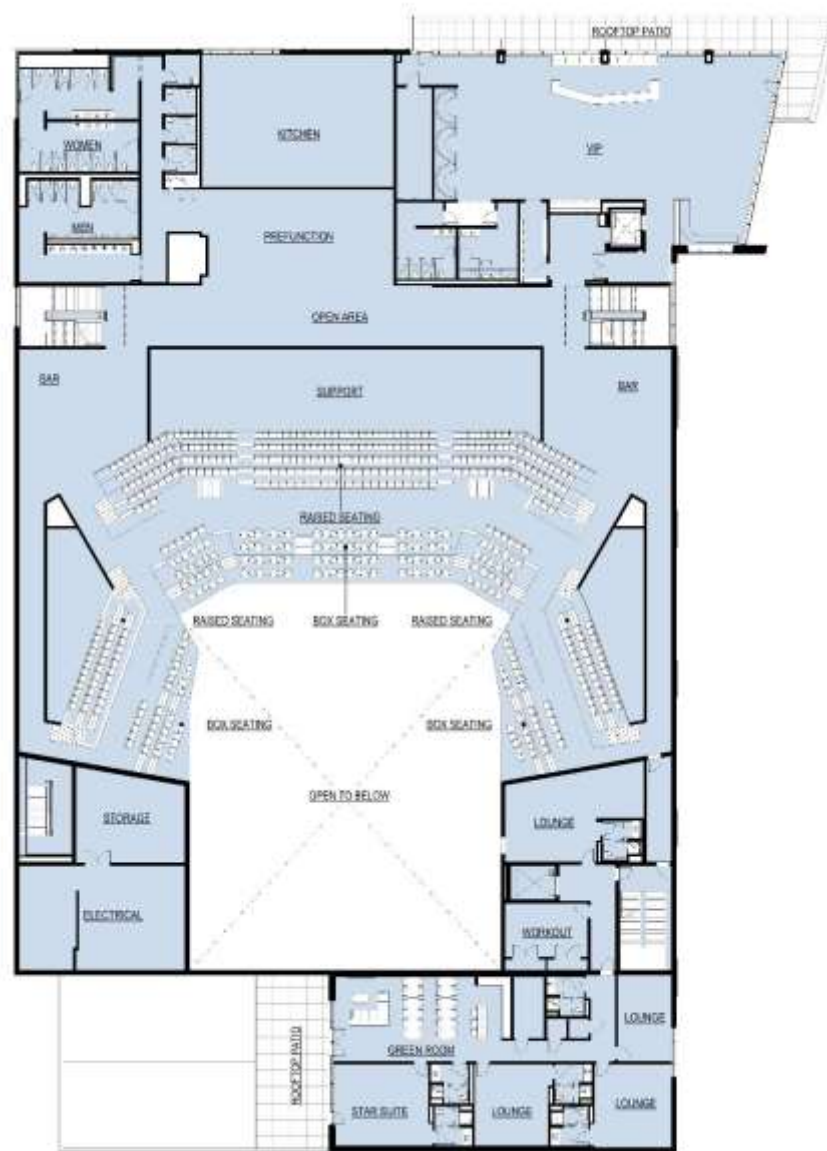 ROOFTOP PATIO
KITCHEN
WOMEN
VIP
MEN
PREFUNCTION
OPEN AREA
BAR
BAR
SUPPORT
RAISED SEATING
RAISED SEATING
BOX SEATING
RAISED SEATING
BOX SEATING
BOX SEATING
OPEN TO BELOW
STORAGE
LOUNGE
ELECTRICAL
WORKOUT
LOUNGE
GREEN ROOM
ROOFTOP PATIO
STAR SUITE
LOUNGE
LOUNGE